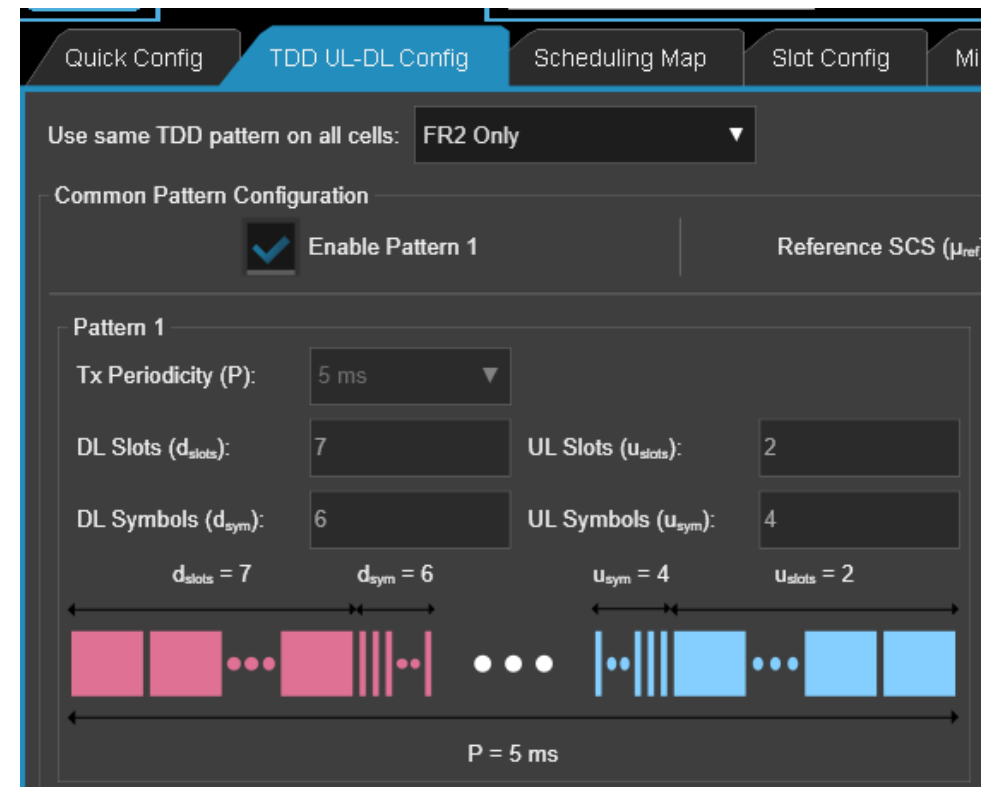 Quick Config TDD UL-DL Config Scheduling Map Slot Config Mi
Use same TDD pattern on all cells: FR2 Only
Common Pattern Configuration
Enable Pattern 1 Reference SCS (μref)
Pattern 1
Tx Periodicity (P): 5 ms
DL Slots (dslots): 7 UL Slots (uslots): 2
DL Symbols (dsym): 6 UL Symbols (usym): 4
dslots = 7 dsym = 6 usym = 4 uslots = 2
P = 5 ms